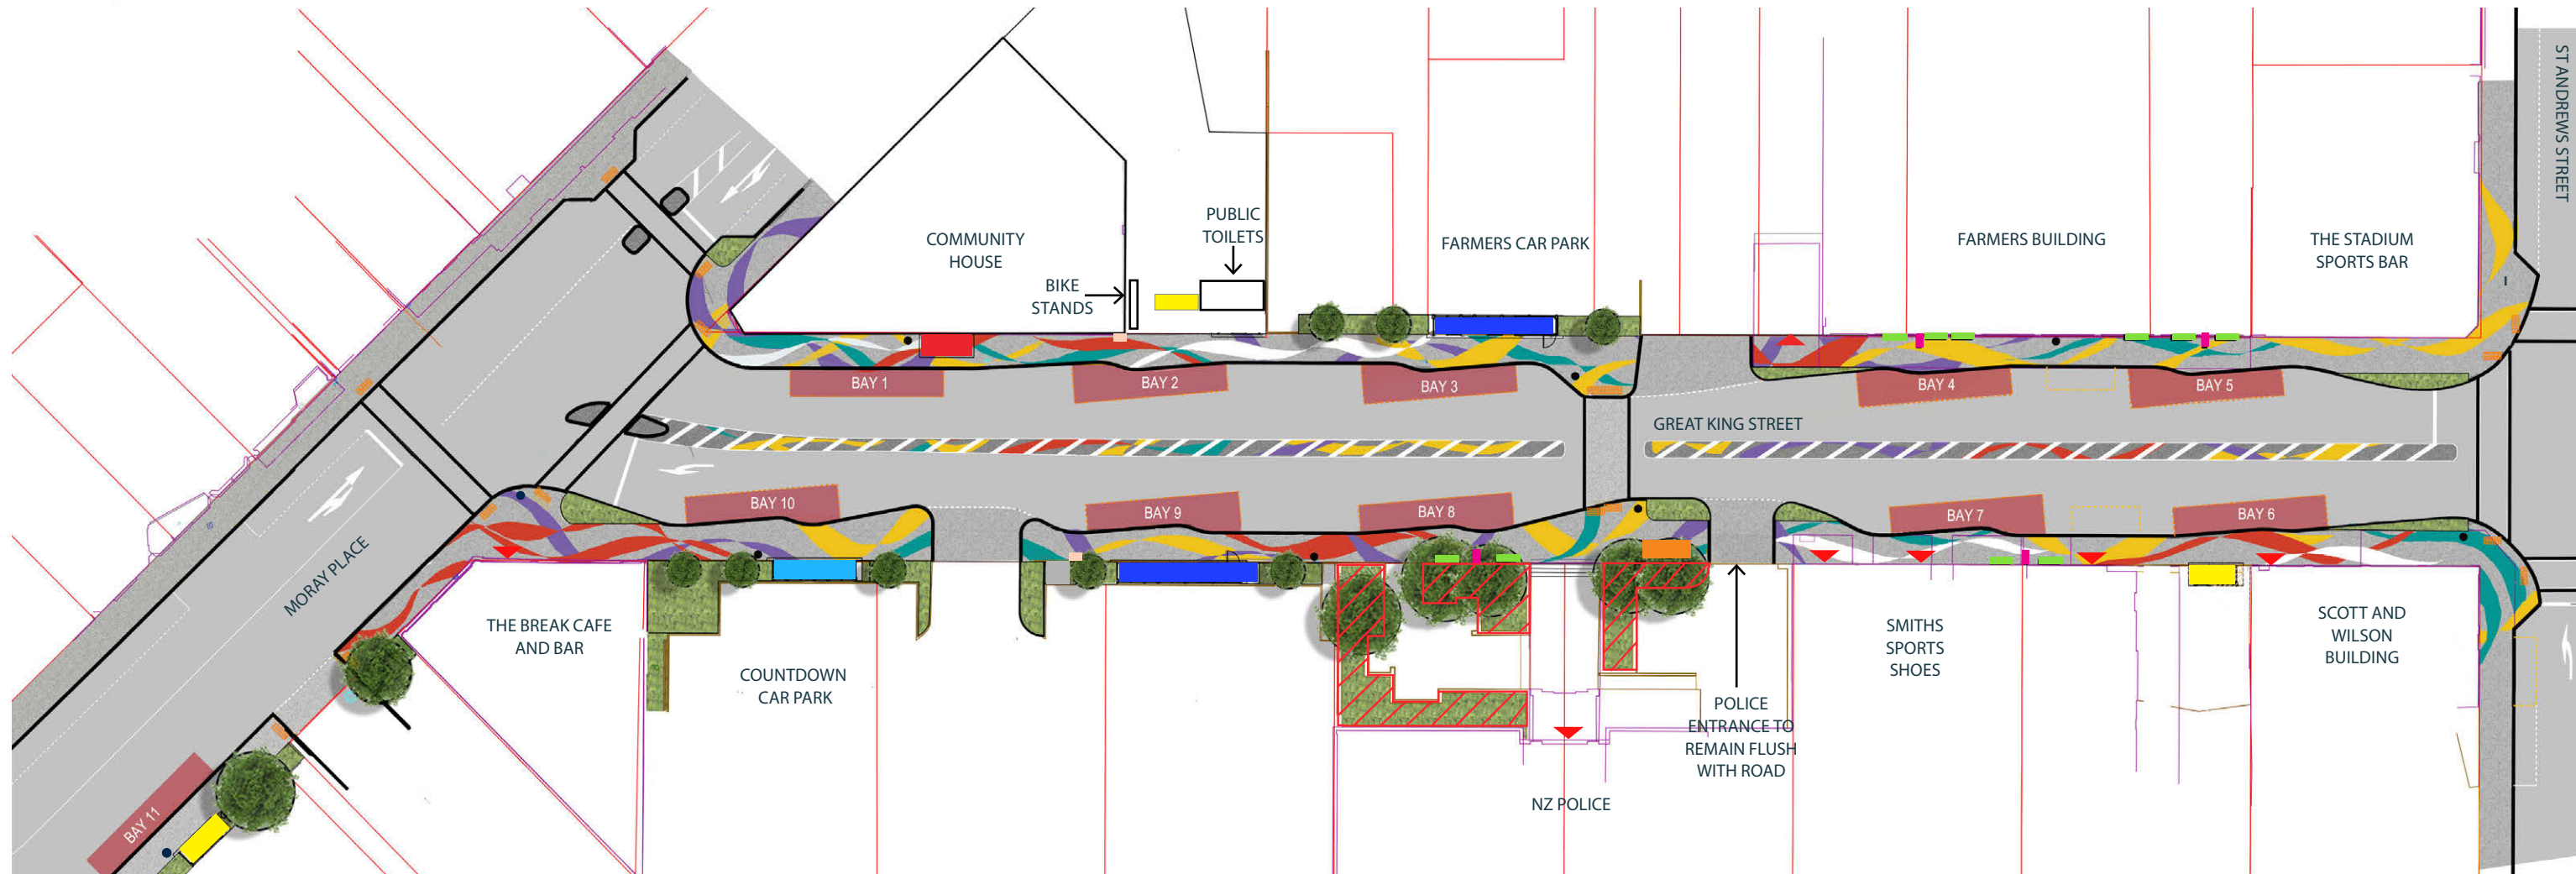 ST ANDREWS STREET
PUBLIC
TOILETS
COMMUNITY
HOUSE
FARMERS CAR PARK
FARMERS BUILDING
THE STADIUM
SPORTS BAR
BIKE
STANDS
BAY 1
BAY 2
BAY 3
BAY 4
BAY 5
GREAT KING STREET
BAY 10
BAY 9
BAY 8
BAY 7
BAY 6
MORAY PLACE
THE BREAK CAFE
AND BAR
COUNTDOWN
CAR PARK
SMITHS
SPORTS
SHOES
SCOTT AND
WILSON
BUILDING
POLICE
ENTRANCE TO
REMAIN FLUSH
WITH ROAD
NZ POLICE
BAY 11